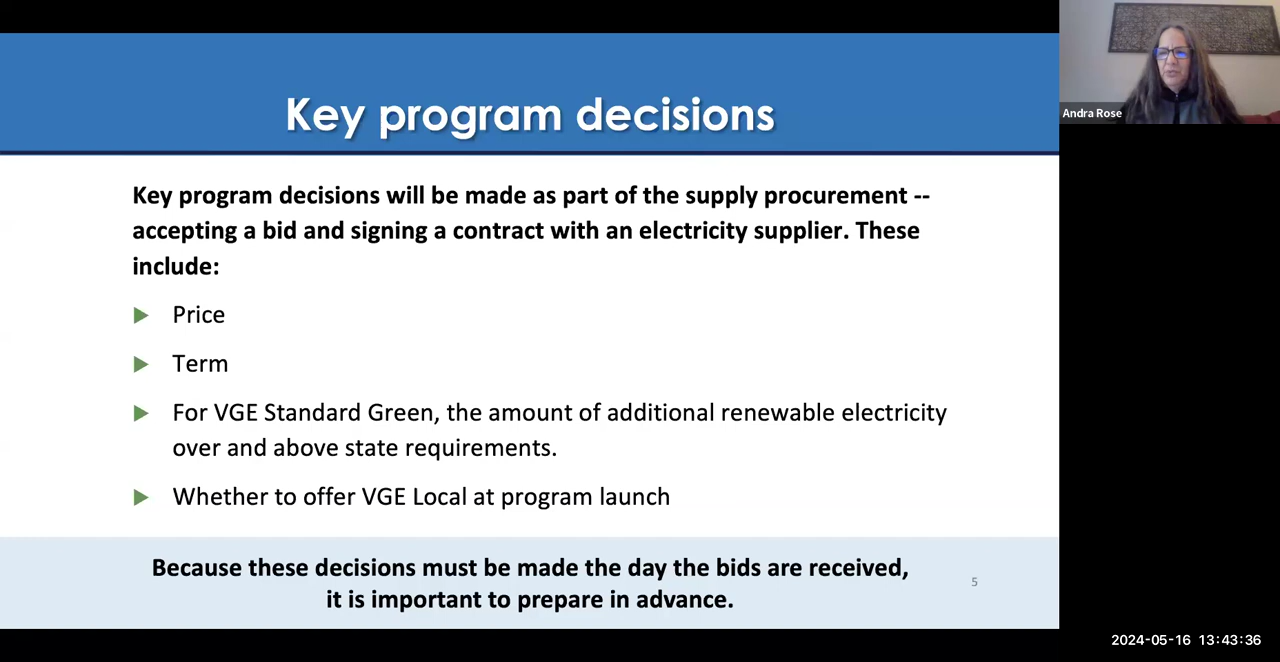 Key program decisions
Key program decisions will be made as part of the supply procurement --
accepting a bid and signing a contract with an electricity supplier. These
include:
Price
Term
For VGE Standard Green, the amount of additional renewable electricity
over and above state requirements.
Whether to offer VGE Local at program launch
Because these decisions must be made the day the bids are received,
it is important to prepare in advance.
5
Andra Rose
2024-05-16 13:43:36